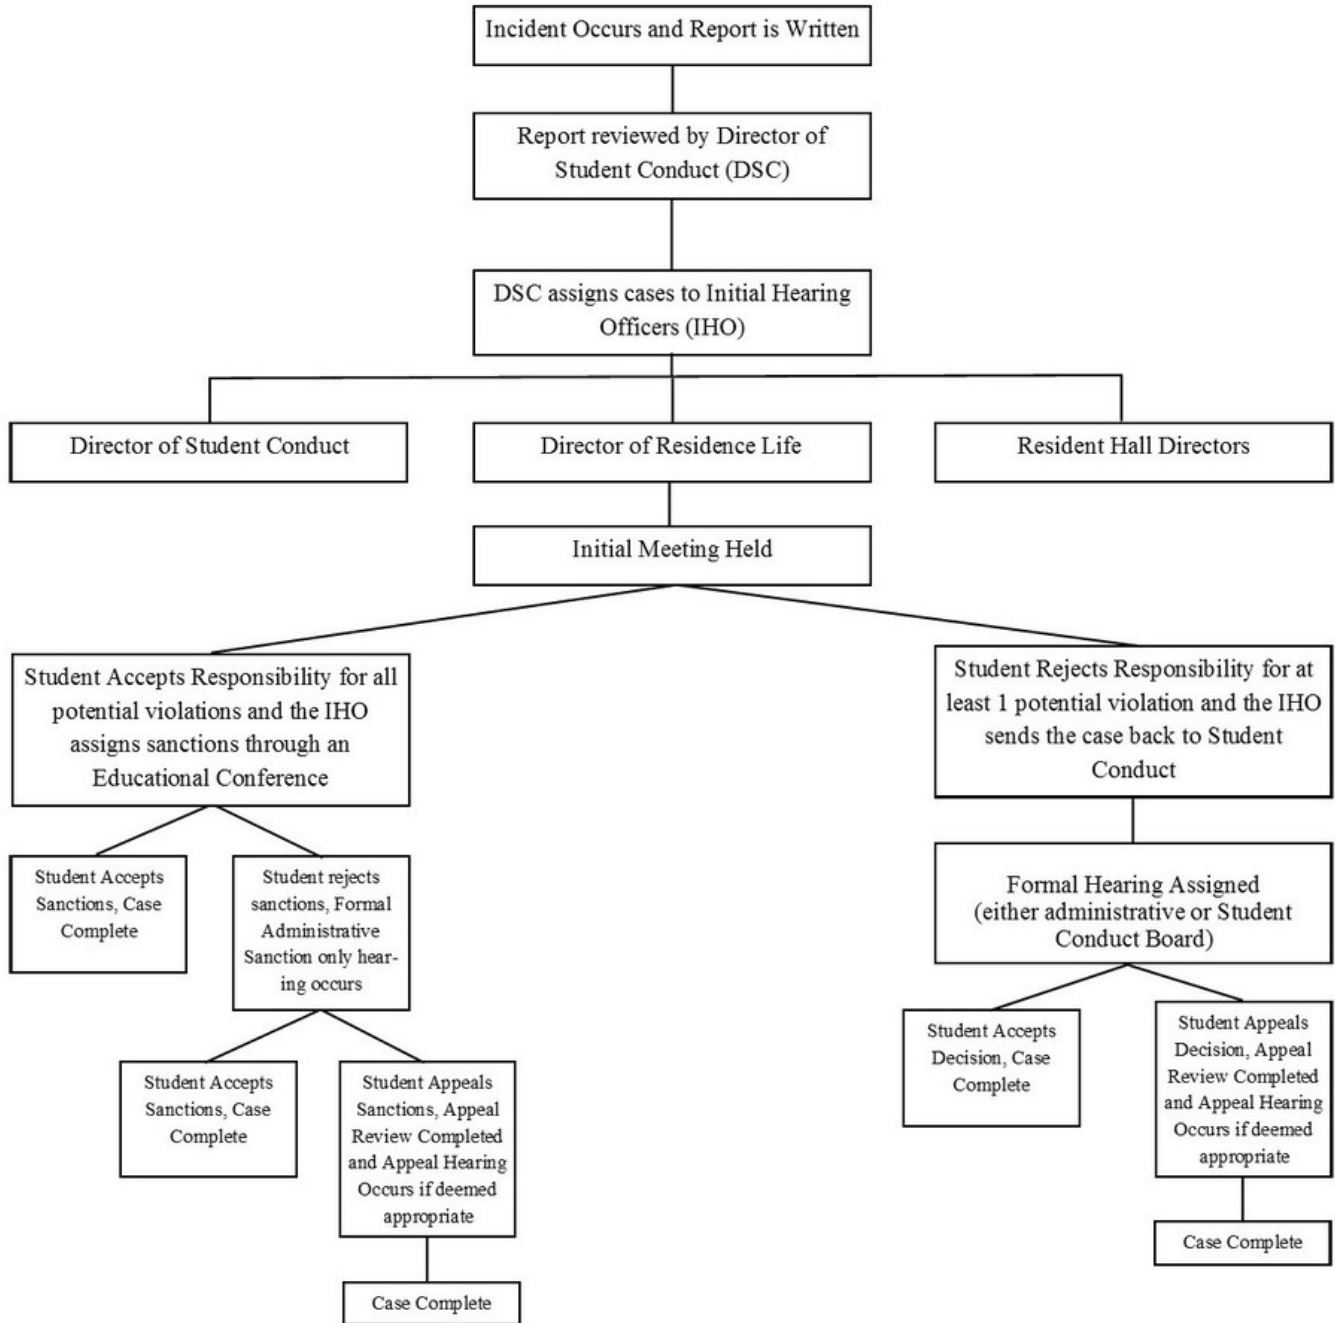 Incident Occurs and Report is Written
Report reviewed by Director of
Student Conduct (DSC)
DSC assigns cases to Initial Hearing
Officers (IHO)
Director of Student Conduct
Director of Residence Life
Resident Hall Directors
Initial Meeting Held
Student Accepts Responsibility for all
potential violations and the IHO
assigns sanctions through an
Educational Conference
Student Rejects Responsibility for at
least 1 potential violation and the IHO
sends the case back to Student
Conduct
Student Accepts
Sanctions, Case
Complete
Student rejects
sanctions, Formal
Administrative
Sanction only hear-
ing occurs
Formal Hearing Assigned
(either administrative or Student
Conduct Board)
Student Accepts
Sanctions, Case
Complete
Student Appeals
Sanctions, Appeal
Review Completed
and Appeal Hearing
Occurs if deemed
appropriate
Case Complete
Student Accepts
Decision, Case
Complete
Student Appeals
Decision, Appeal
Review Completed
and Appeal Hearing
Occurs if deemed
appropriate
Case Complete